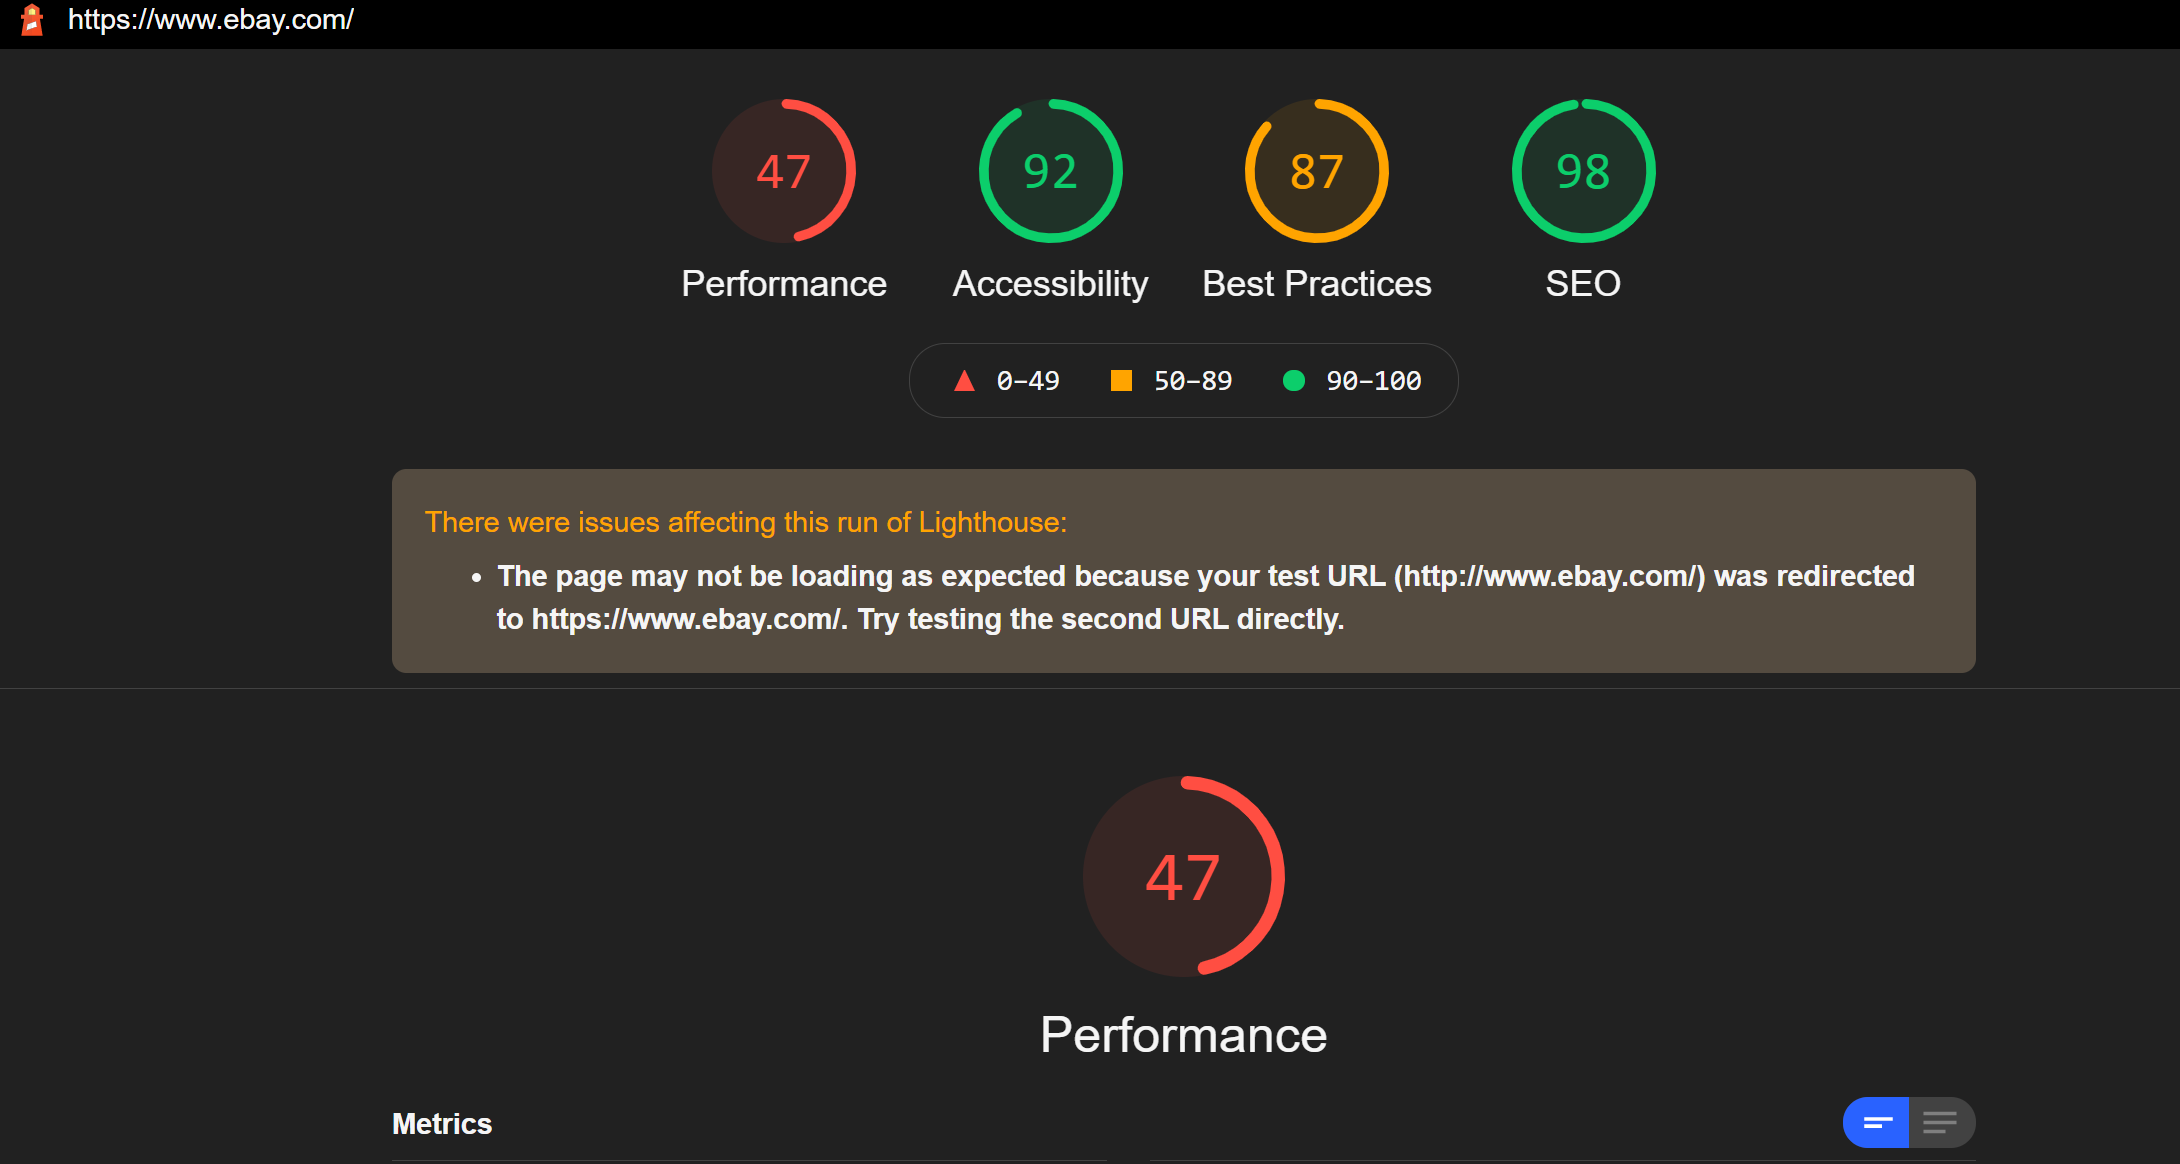 https://www.ebay.com/
47 92 87 98
Performance Accessibility Best Practices SEO
0–49 50–89 90–100
There were issues affecting this run of Lighthouse:
• The page may not be loading as expected because your test URL (http://www.ebay.com/) was redirected
to https://www.ebay.com/. Try testing the second URL directly.
47
Performance
Metrics